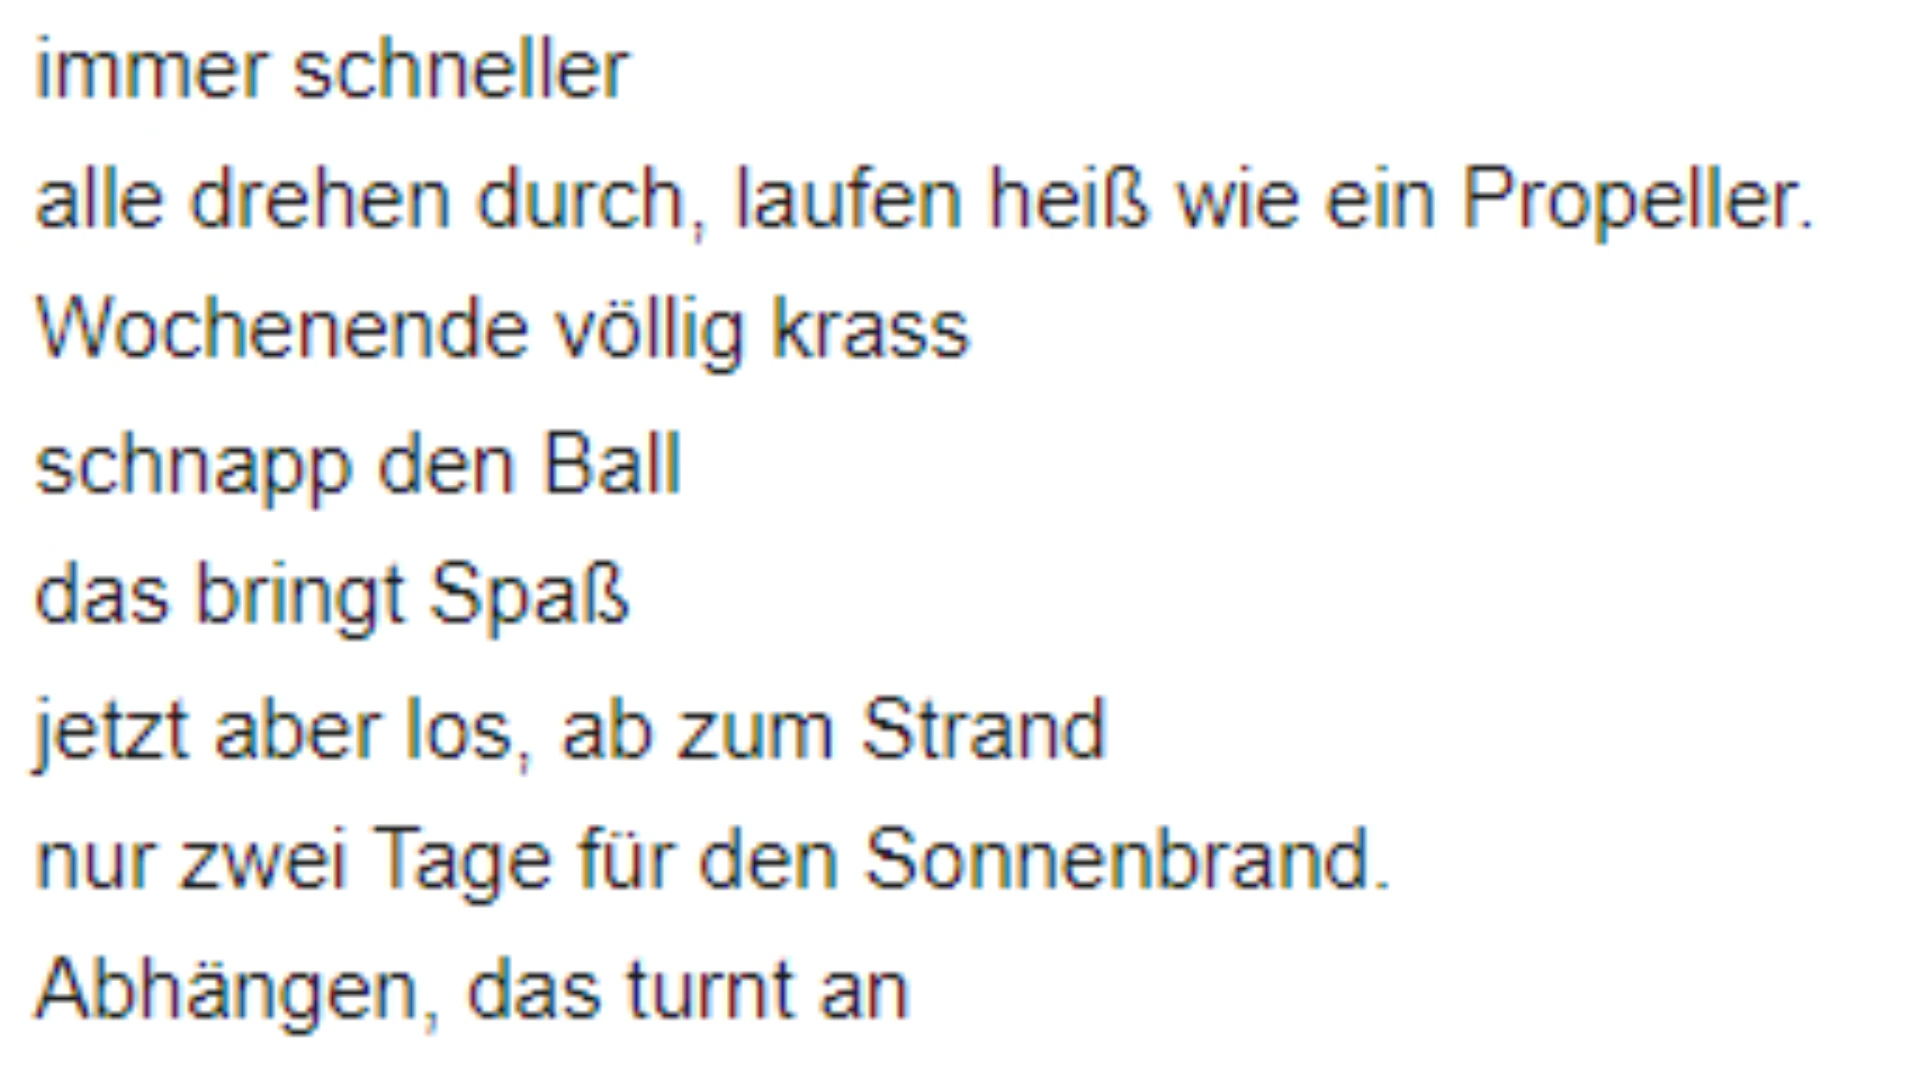 immer schneller
alle drehen durch, laufen heiß wie ein Propeller.
Wochenende völlig krass
schnapp den Ball
das bringt Spaß
jetzt aber los, ab zum Strand
nur zwei Tage für den Sonnenbrand.
Abhängen, das turnt an